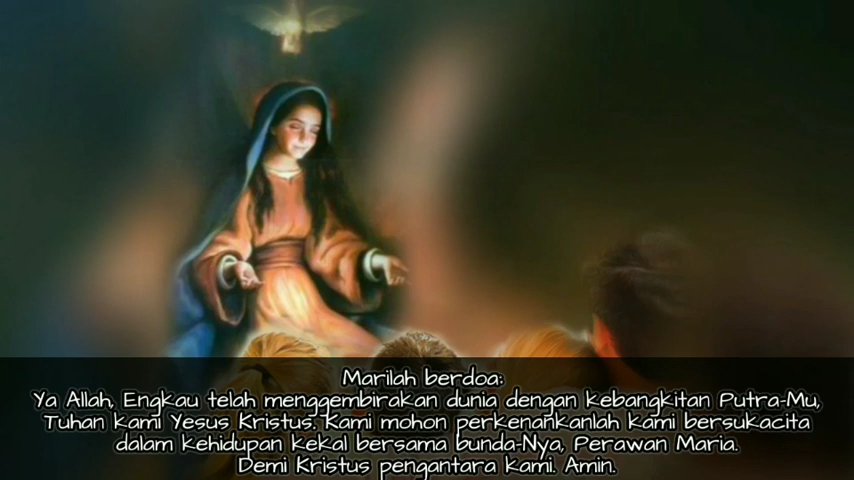 Marilah berdoa:
Ya Allah, Engkau telah menggembirakan dunia dengan kebangkitan Putra-Mu,
Tuhan kami Yesus Kristus. Kami mohon perkenankanlah kami bersukacita
dalam kehidupan kekal bersama bunda-Nya, Perawan Maria.
Demi Kristus pengantara kami. Amin.